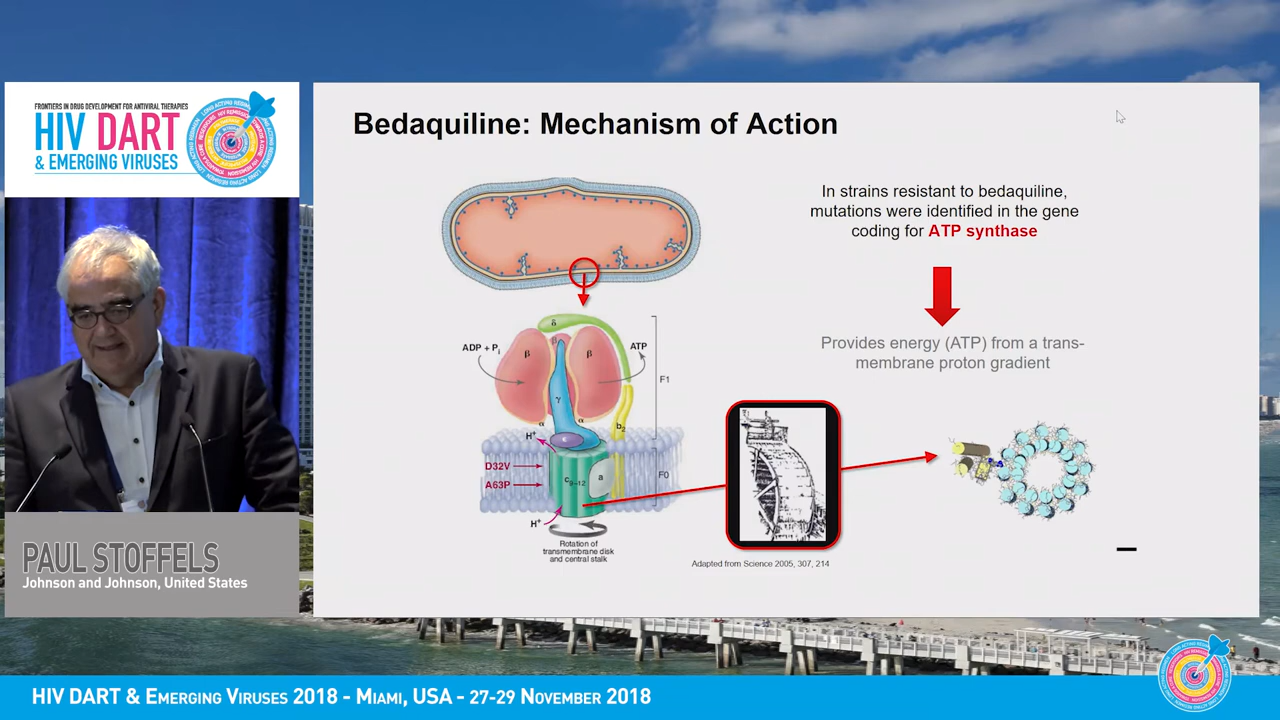 FRONTIERS IN DRUG DEVELOPMENT FOR ANTIVIRAL THERAPIES
HIV DART
& EMERGING VIRUSES
PAUL STOFFELS
Johnson and Johnson, United States
Bedaquiline: Mechanism of Action
In strains resistant to bedaquiline,
mutations were identified in the gene
coding for ATP synthase
Provides energy (ATP) from a trans-
membrane proton gradient
δ
ADP + Pi
β
β
β
ATP
F1
γ
α
α
b2
H+
ε
D32V
A63P
c9-12
a
F0
H+
Rotation of
transmembrane disk
and central stalk
Adapted from Science 2005, 307, 214
HIV DART & EMERGING VIRUSES 2018 - MIAMI, USA - 27-29 NOVEMBER 2018